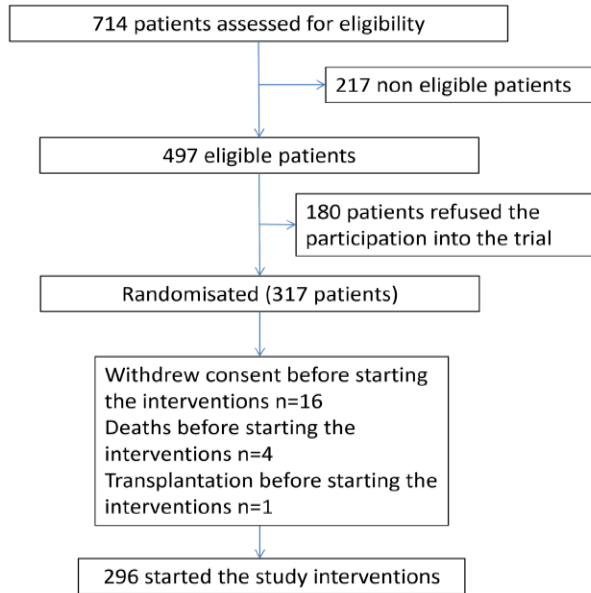 714 patients assessed for eligibility
217 non eligible patients
497 eligible patients
180 patients refused the
participation into the trial
Randomisated (317 patients)
Withdrew consent before starting
the interventions n=16
Deaths before starting the
interventions n=4
Transplantation before starting the
interventions n=1
296 started the study interventions